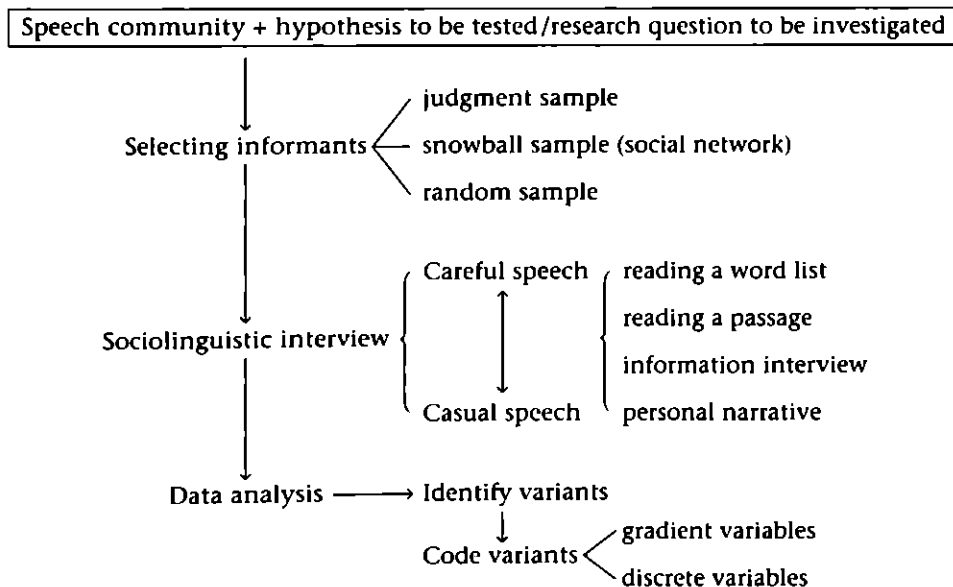 Speech community + hypothesis to be tested/research question to be investigated
judgment sample
Selecting informants
snowball sample (social network)
random sample
Careful speech
reading a word list
reading a passage
Sociolinguistic interview
information interview
Casual speech
personal narrative
Data analysis
Identify variants
Code variants
gradient variables
discrete variables